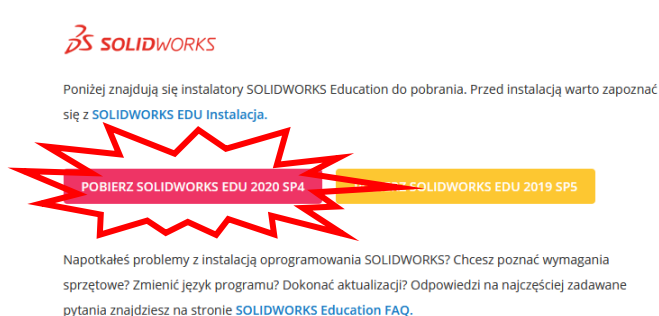 SOLIDWORKS
Poniżej znajdują się instalatory SOLIDWORKS Education do pobrania. Przed instalacją warto zapoznać
się z SOLIDWORKS EDU Instalacja.
POBIERZ SOLIDWORKS EDU 2020 SP4
SOLIDWORKS EDU 2019 SP5
Napotkałeś problemy z instalacją oprogramowania SOLIDWORKS? Chcesz poznać wymagania
sprzętowe? Zmienić język programu? Dokonać aktualizacji? Odpowiedzi na najczęściej zadawane
pytania znajdziesz na stronie SOLIDWORKS Education FAQ.